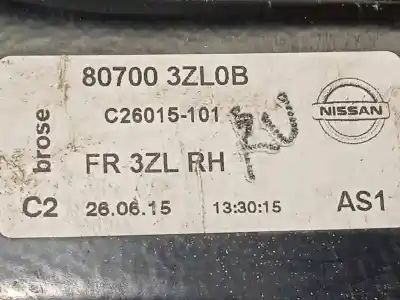 80700 3ZL0B
brose
C26015-101
NISSAN
FR 3ZL RH
C2 26.06.15 13:30:15 AS1